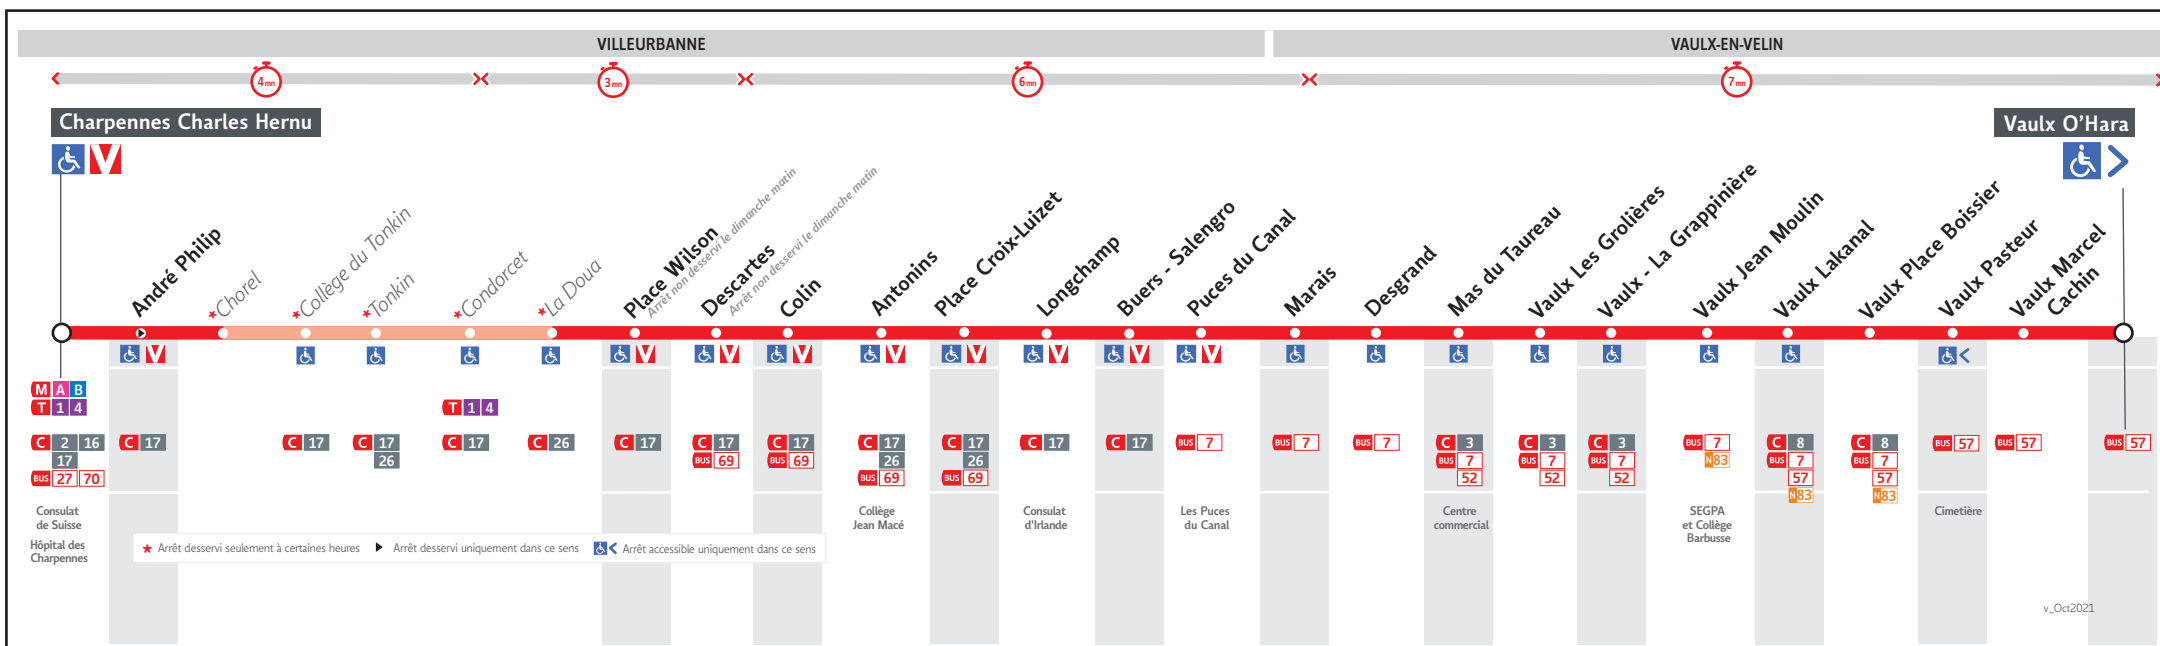 VILLEURBANNE
VAULX-EN-VELIN
4mn
3mn
6mn
7mn
Charpennes Charles Hernu
Vaulx O'Hara
V
André Philip
*Chorel
*Collège du Tonkin
*Tonkin
*Condorcet
*La Doua
Place Wilson
Arrêt non desservi le dimanche matin
Descartes
Arrêt non desservi le dimanche matin
Colin
Antonins
Place Croix-Luizet
Longchamp
Buers - Salengro
Puces du Canal
Marais
Desgrand
Mas du Taureau
Vaulx Les Grolières
Vaulx - La Grappinière
Vaulx Jean Moulin
Vaulx Lakanal
Vaulx Place Boissier
Vaulx Pasteur
Vaulx Marcel
Cachin
V V V V V V V V V
M A B
T 1 4
T 1 4
C 2 16
17
BUS 27 70
C 17
C 17
C 17
26
C 17
C 26
C 17
C 17
BUS 69
C 17
BUS 69
C 17
26
BUS 69
C 17
26
BUS 69
C 17
C 17
BUS 7
BUS 7
BUS 7
C 3
BUS 7
52
C 3
BUS 7
52
C 3
BUS 7
52
BUS 7
N83
C 8
BUS 7
57
N83
C 8
BUS 7
57
N83
BUS 57
BUS 57
BUS 57
Consulat
de Suisse
Hôpital des
Charpennes
Collège
Jean Macé
Consulat
d'Irlande
Les Puces
du Canal
Centre
commercial
SEGPA
et Collège
Barbusse
Cimetière
* Arrêt desservi seulement à certaines heures
Arrêt desservi uniquement dans ce sens
Arrêt accessible uniquement dans ce sens
v_Oct2021